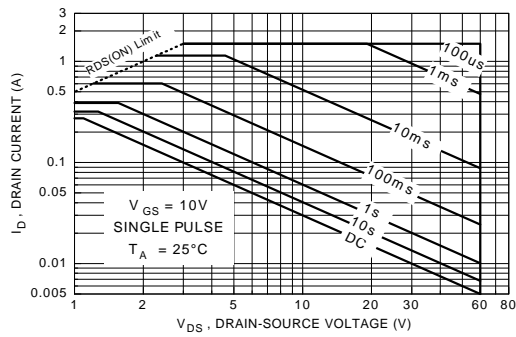 3
2
1
0.5
0.1
0.05
0.01
0.005
I D , DRAIN CURRENT (A)
RDS(ON) Limit
100us
1ms
10ms
100ms
1s
10s
DC
V GS = 10V
SINGLE PULSE
T A = 25°C
1 2 5 10 20 30 60 80
V DS , DRAIN-SOURCE VOLTAGE (V)